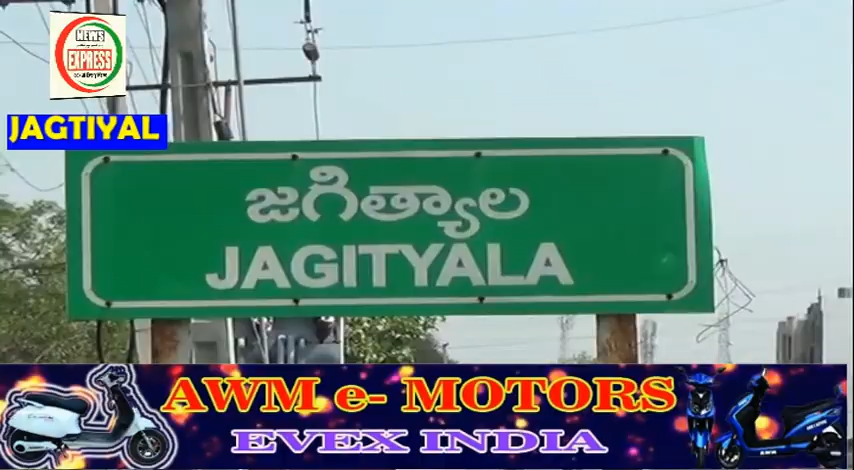 NEWS
EXPRESS
JAGTIYAL
జగిత్యాల
JAGITYALA
AWM e- MOTORS
EVEX INDIA